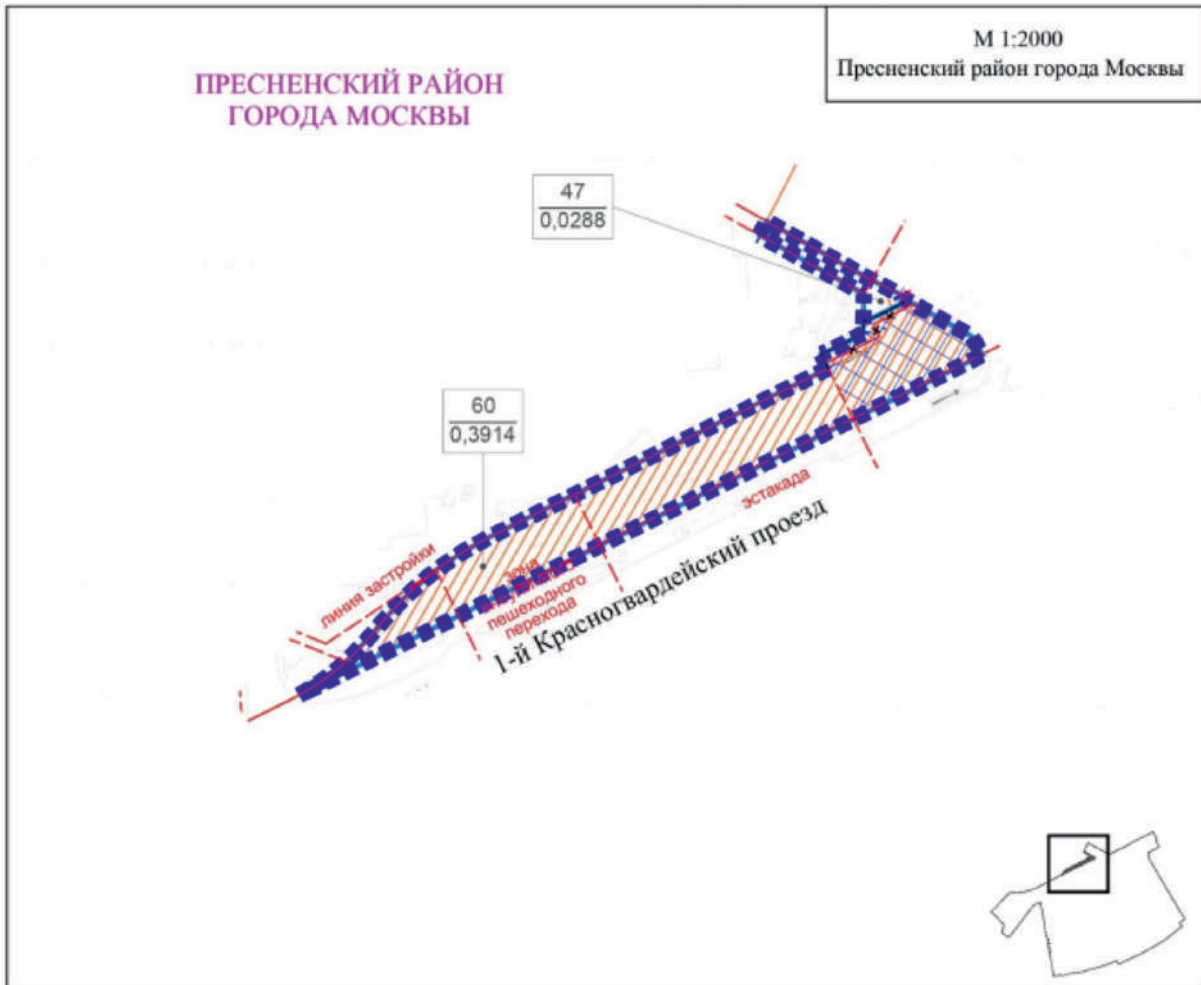 М 1:2000
Пресненский район города Москвы
ПРЕСНЕНСКИЙ РАЙОН
ГОРОДА МОСКВЫ
47
0,0288
60
0,3914
линия застройки
зона
пешеходного
перехода
эстакада
1-й Красногвардейский проезд